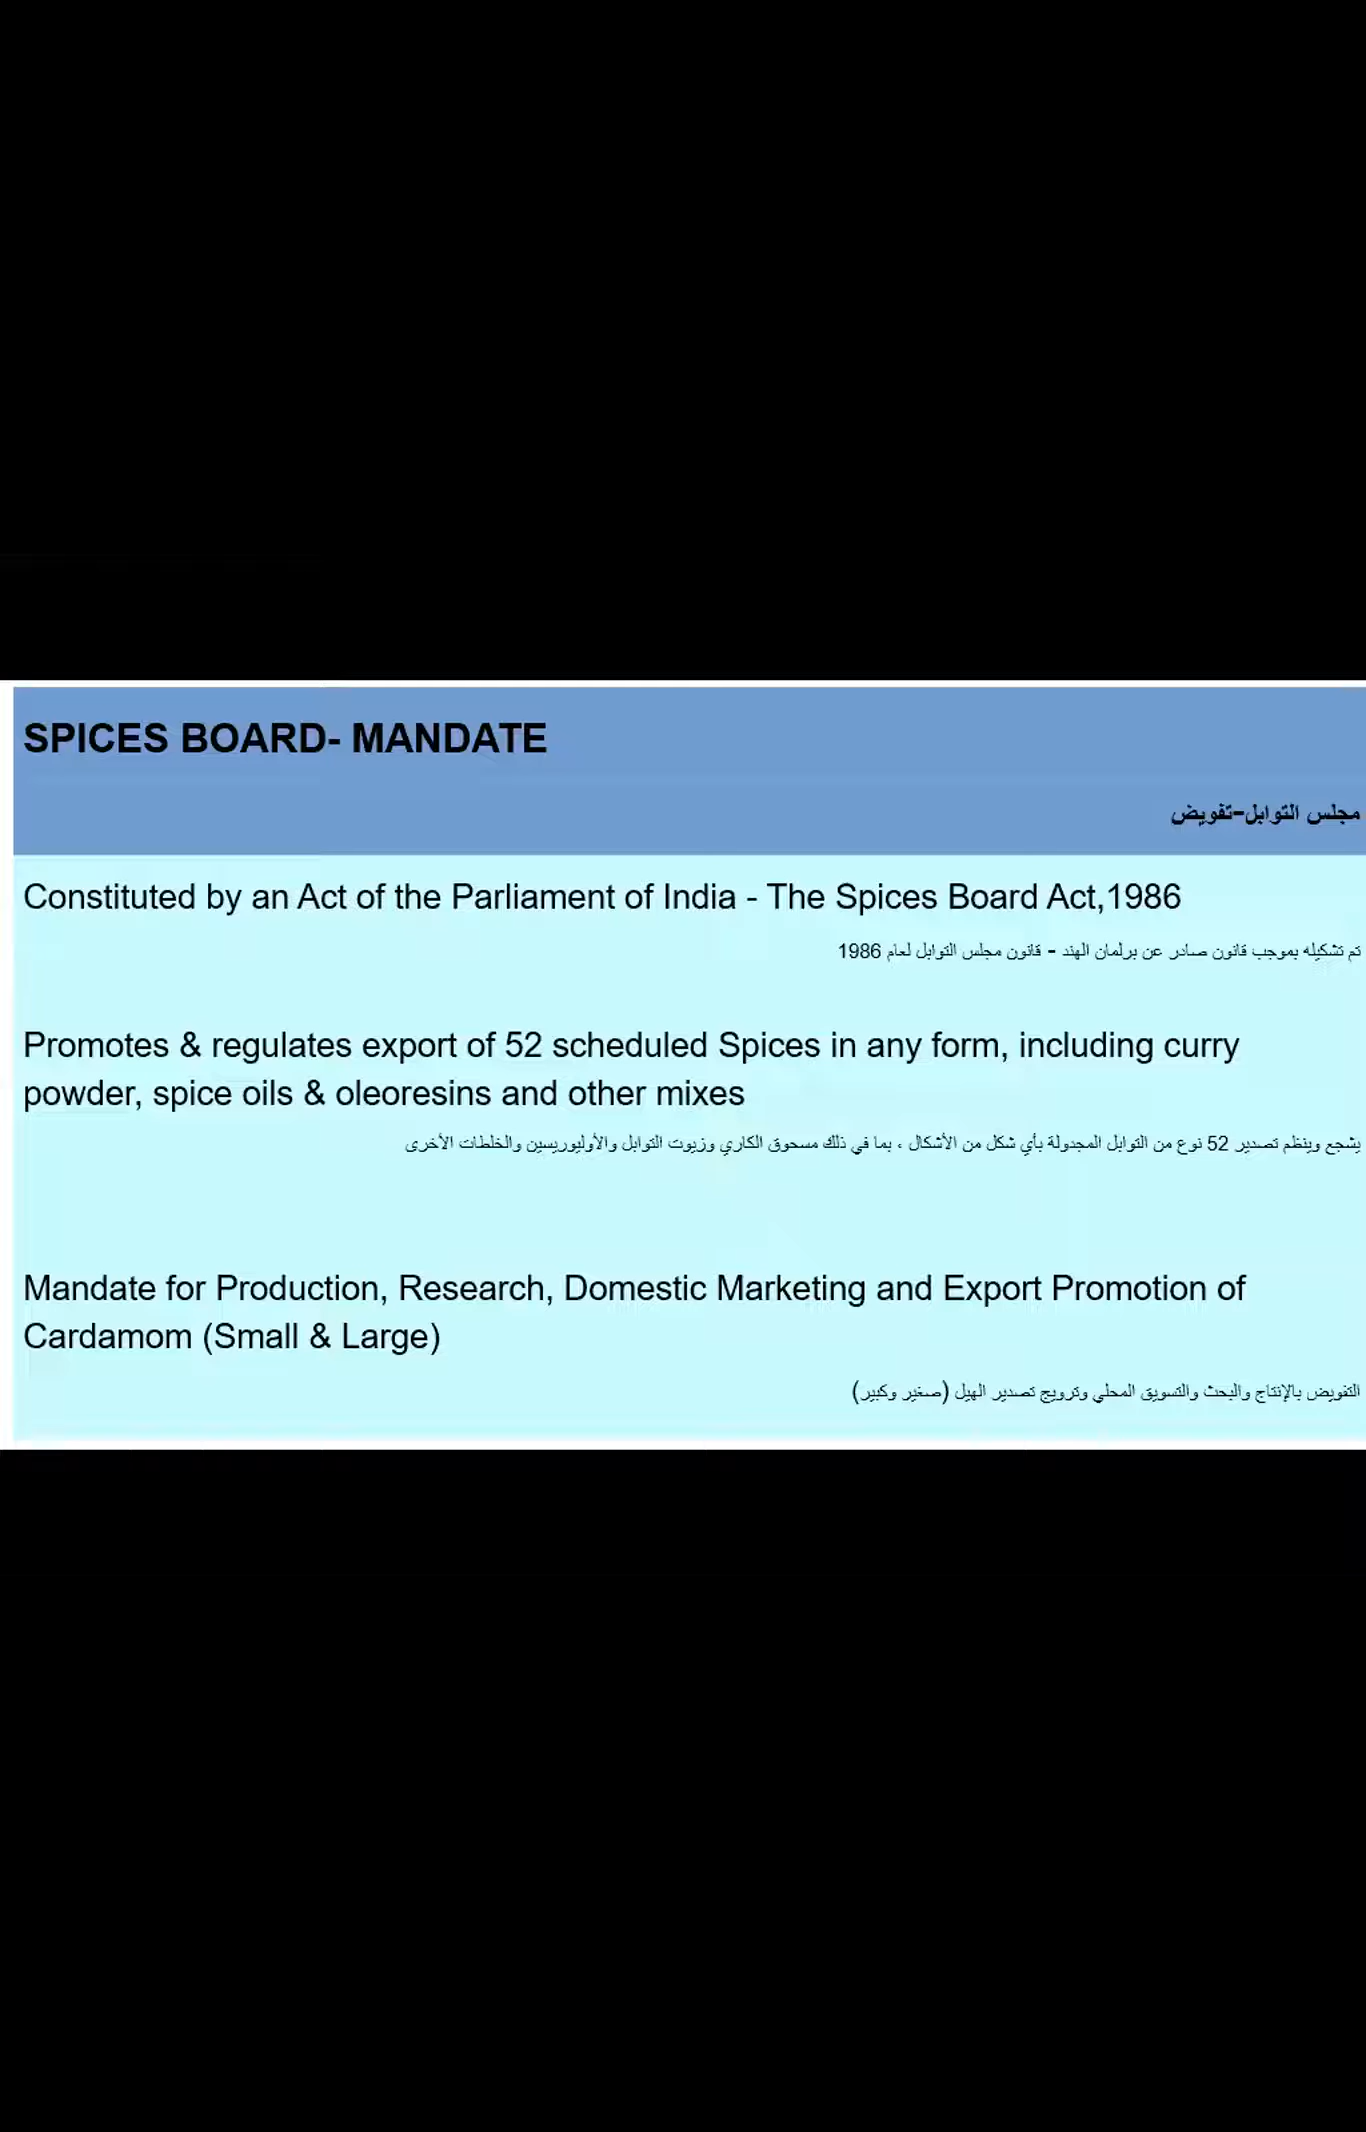 SPICES BOARD- MANDATE
مجلس التوابل-تفويض
Constituted by an Act of the Parliament of India - The Spices Board Act,1986
تم تشكيله بموجب قانون صادر عن برلمان الهند - قانون مجلس التوابل لعام 1986
Promotes & regulates export of 52 scheduled Spices in any form, including curry
powder, spice oils & oleoresins and other mixes
يشجع وينظم تصدير 52 نوع من التوابل المجدولة بأي شكل من الأشكال ، بما في ذلك مسحوق الكاري وزيوت التوابل والأوليوريسين والخلطات الأخرى
Mandate for Production, Research, Domestic Marketing and Export Promotion of
Cardamom (Small & Large)
التفويض بالإنتاج والبحث والتسويق المحلي وترويج تصدير الهيل (صغير وكبير)